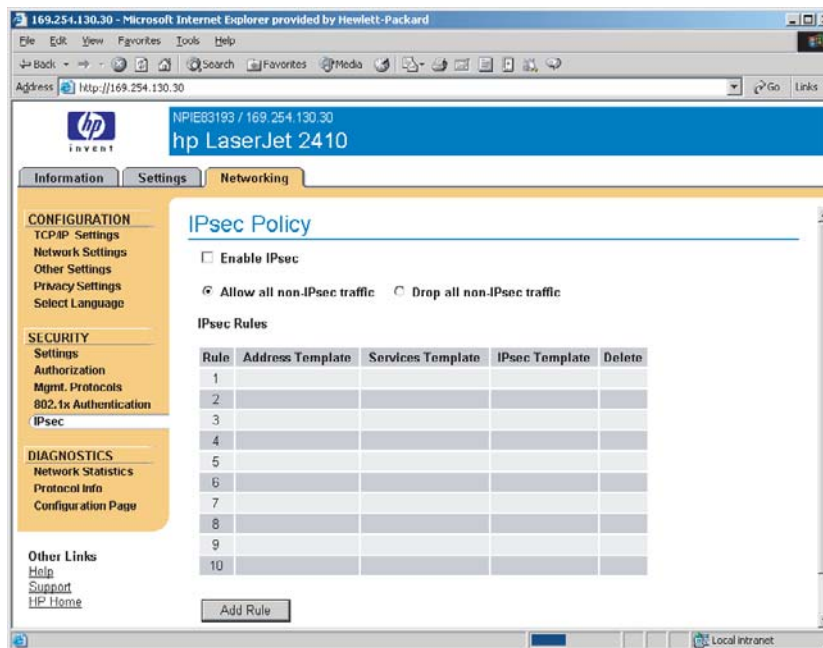 169.254.130.30 - Microsoft Internet Explorer provided by Hewlett-Packard
File Edit View Favorites Tools Help
Back Search Favorites Media
Address http://169.254.130.30 Go Links
hp
invent
NPIE83193 / 169.254.130.30
hp LaserJet 2410
Information Settings Networking
CONFIGURATION
TCP/IP Settings
Network Settings
Other Settings
Privacy Settings
Select Language
SECURITY
Settings
Authorization
Mgmt. Protocols
802.1x Authentication
IPsec
DIAGNOSTICS
Network Statistics
Protocol Info
Configuration Page
Other Links
Help
Support
HP Home
IPsec Policy
Enable IPsec
Allow all non-IPsec traffic Drop all non-IPsec traffic
IPsec Rules
Rule Address Template Services Template IPsec Template Delete
1
2
3
4
5
6
7
8
9
10
Add Rule
Local intranet